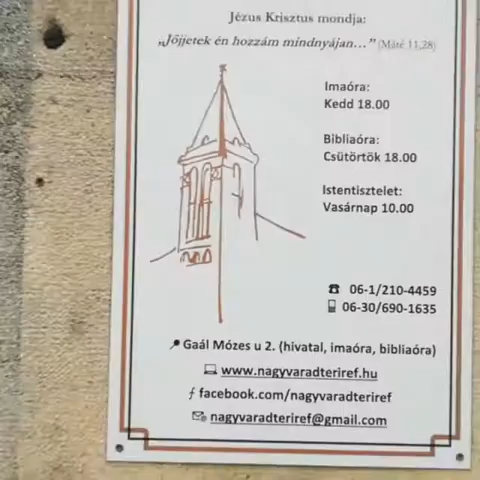 Jézus Krisztus mondja:
„Jőjjetek én hozzám mindnyájan…” (Máté 11,28)
Imaóra:
Kedd 18.00
Bibliaóra:
Csütörtök 18.00
Istentisztelet:
Vasárnap 10.00
06-1/210-4459
06-30/690-1635
Gaál Mózes u 2. (hivatal, imaóra, bibliaóra)
www.nagyvaradteriref.hu
facebook.com/nagyvaradteriref
nagyvaradteriref@gmail.com